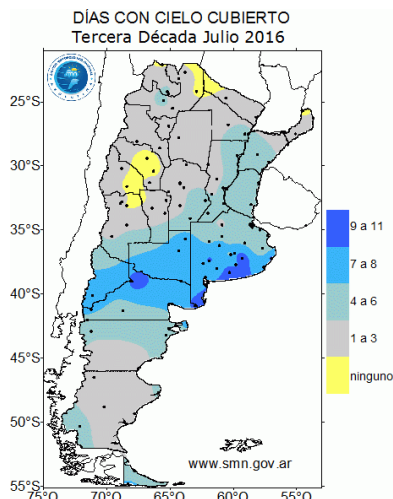 DÍAS CON CIELO CUBIERTO
Tercera Década Julio 2016
25°S
30°S
35°S
40°S
45°S
50°S
55°S
75°O
70°O
65°O
60°O
55°O
9 a 11
7 a 8
4 a 6
1 a 3
ninguno
www.smn.gov.ar